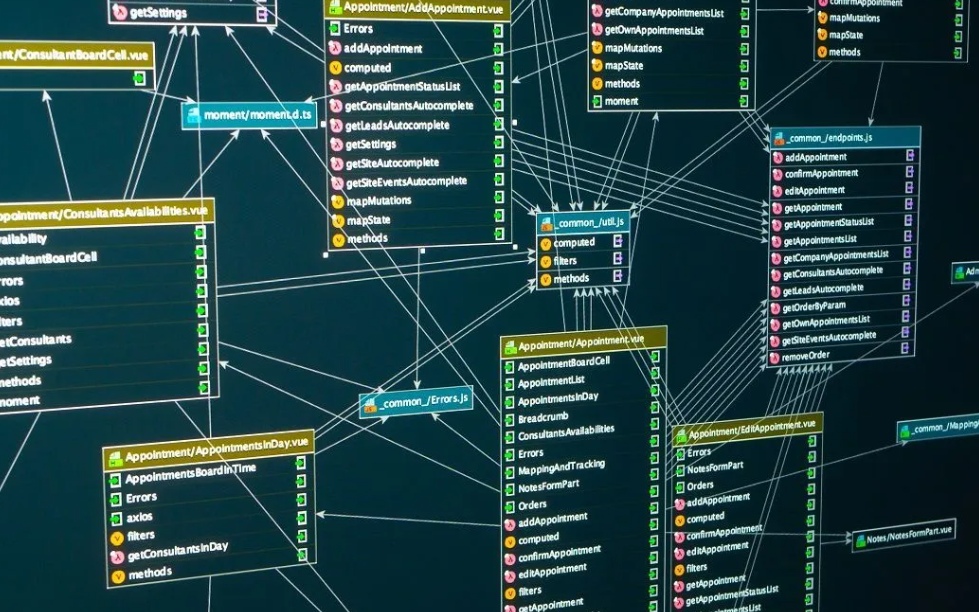 getSettings
nt/ConsultantBoardCell.vue
moment/moment.d.ts
Appointment/AddAppointment.vue
Errors
addAppointment
computed
getAppointmentStatusList
getConsultantsAutocomplete
getLeadsAutocomplete
getSettings
getSiteAutocomplete
getSiteEventsAutocomplete
mapMutations
mapState
methods
getCompanyAppointmentsList
getOwnAppointmentsList
mapMutations
mapState
methods
moment
confirmAppointment
mapMutations
mapState
methods
_common_/endpoints.js
addAppointment
confirmAppointment
editAppointment
getAppointment
getAppointmentStatusList
getAppointmentsList
getCompanyAppointmentsList
getConsultantsAutocomplete
getLeadsAutocomplete
getOrderByParam
getOwnAppointmentsList
getSiteEventsAutocomplete
removeOrder
ppointment/ConsultantsAvailabilities.vue
vailability
onsultantBoardCell
rrors
xios
lters
etConsultants
etSettings
methods
moment
_common_/util.js
computed
filters
methods
_common_/Errors.js
Appointment/AppointmentsInDay.vue
AppointmentsBoardInTime
Errors
axios
filters
getConsultantsInDay
methods
Appointment/Appointment.vue
AppointmentBoardCell
AppointmentList
AppointmentsInDay
Breadcrumb
ConsultantsAvailabilities
Errors
MappingAndTracking
NotesFormPart
Orders
addAppointment
computed
confirmAppointment
editAppointment
filters
getAppointment
Appointment/EditAppointment.vue
Errors
NotesFormPart
Orders
addAppointment
computed
confirmAppointment
editAppointment
filters
getAppointment
getAppointmentStatusList
_common_/Mapping
Notes/NotesFormPart.vue